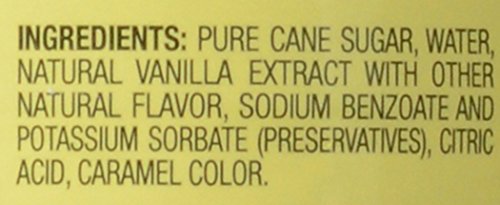 INGREDIENTS: PURE CANE SUGAR, WATER,
NATURAL VANILLA EXTRACT WITH OTHER
NATURAL FLAVOR, SODIUM BENZOATE AND
POTASSIUM SORBATE (PRESERVATIVES), CITRIC
ACID, CARAMEL COLOR.